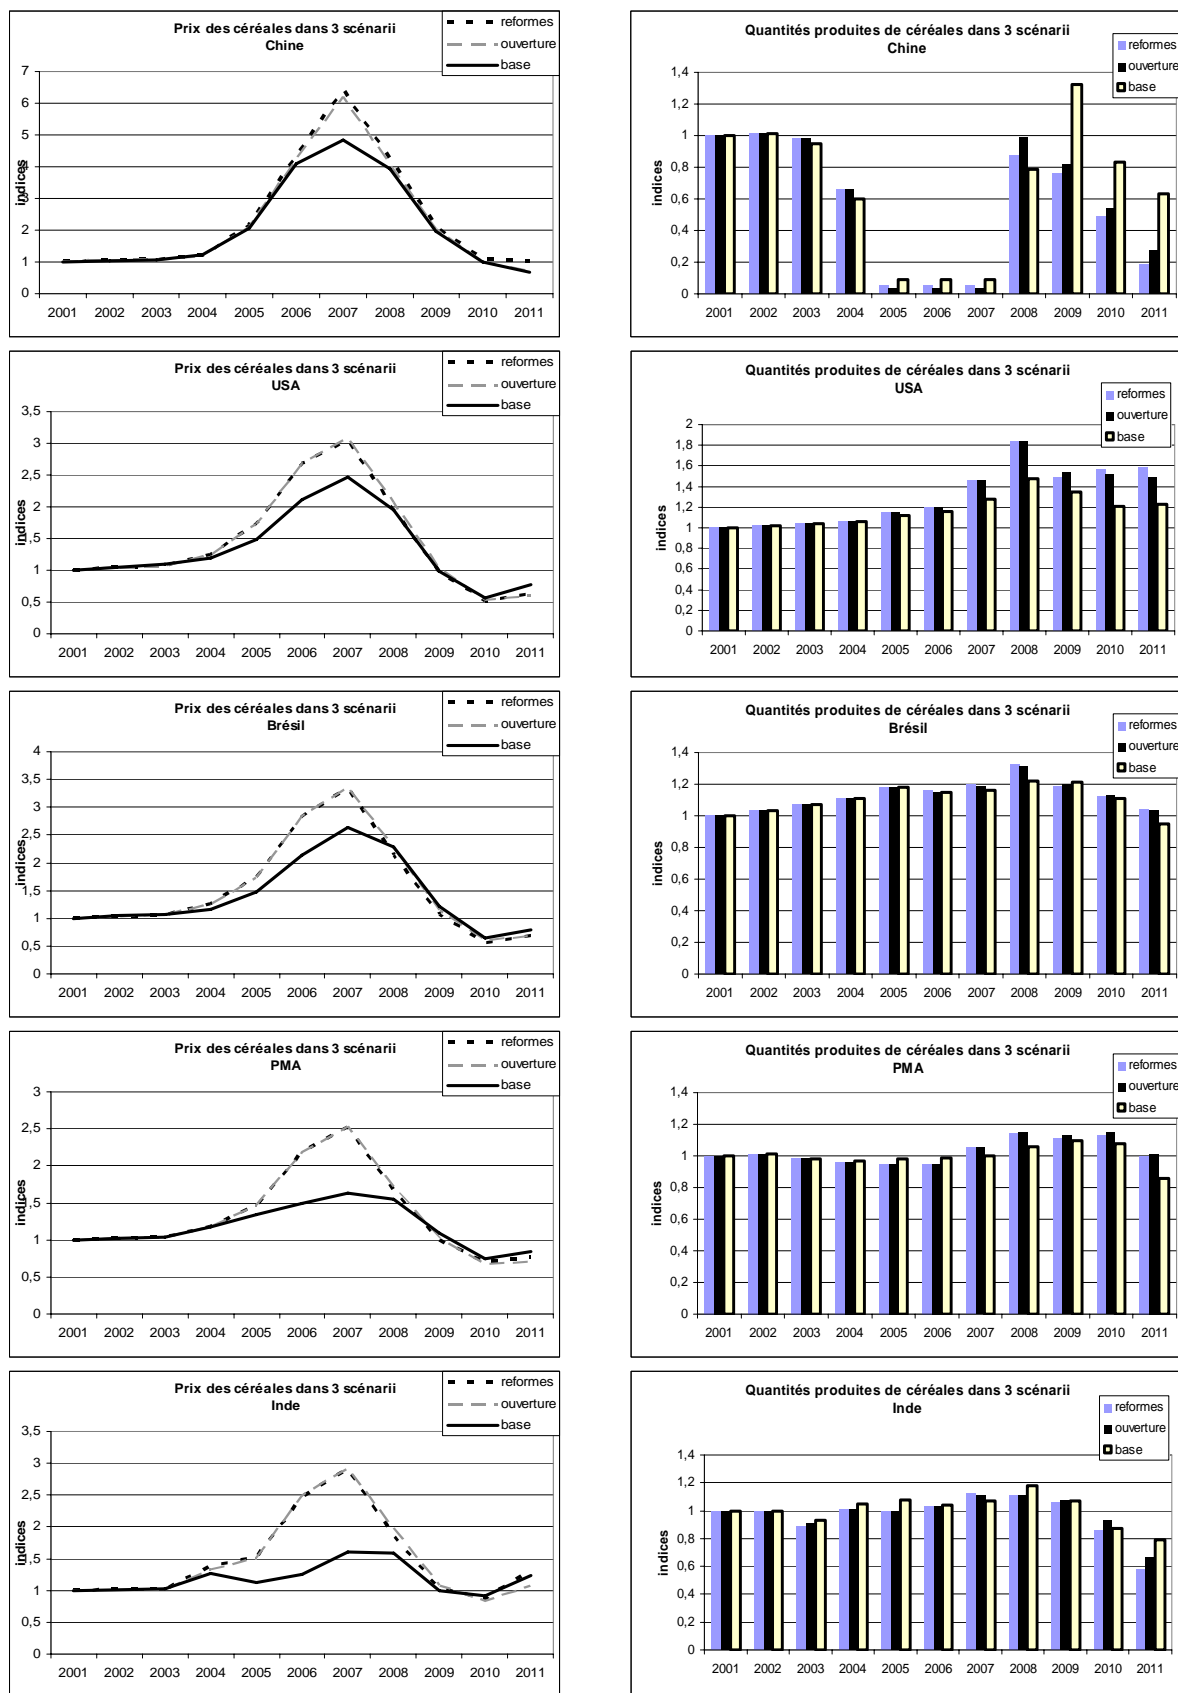 Prix des céréales dans 3 scénarii
Chine
reformes
ouverture
base
indices
7
6
5
4
3
2
1
0
2001 2002 2003 2004 2005 2006 2007 2008 2009 2010 2011
Quantités produites de céréales dans 3 scénarii
Chine
reformes
ouverture
base
indices
1,4
1,2
1
0,8
0,6
0,4
0,2
0
2001 2002 2003 2004 2005 2006 2007 2008 2009 2010 2011
Prix des céréales dans 3 scénarii
USA
reformes
ouverture
base
indices
3,5
3
2,5
2
1,5
1
0,5
0
2001 2002 2003 2004 2005 2006 2007 2008 2009 2010 2011
Quantités produites de céréales dans 3 scénarii
USA
reformes
ouverture
base
indices
2
1,8
1,6
1,4
1,2
1
0,8
0,6
0,4
0,2
0
2001 2002 2003 2004 2005 2006 2007 2008 2009 2010 2011
Prix des céréales dans 3 scénarii
Brésil
reformes
ouverture
base
indices
4
3,5
3
2,5
2
1,5
1
0,5
0
2001 2002 2003 2004 2005 2006 2007 2008 2009 2010 2011
Quantités produites de céréales dans 3 scénarii
Brésil
reformes
ouverture
base
indices
1,4
1,2
1
0,8
0,6
0,4
0,2
0
2001 2002 2003 2004 2005 2006 2007 2008 2009 2010 2011
Prix des céréales dans 3 scénarii
PMA
reformes
ouverture
base
indices
3
2,5
2
1,5
1
0,5
0
2001 2002 2003 2004 2005 2006 2007 2008 2009 2010 2011
Quantités produites de céréales dans 3 scénarii
PMA
reformes
ouverture
base
indices
1,4
1,2
1
0,8
0,6
0,4
0,2
0
2001 2002 2003 2004 2005 2006 2007 2008 2009 2010 2011
Prix des céréales dans 3 scénarii
Inde
reformes
ouverture
base
indices
3,5
3
2,5
2
1,5
1
0,5
0
2001 2002 2003 2004 2005 2006 2007 2008 2009 2010 2011
Quantités produites de céréales dans 3 scénarii
Inde
reformes
ouverture
base
indices
1,4
1,2
1
0,8
0,6
0,4
0,2
0
2001 2002 2003 2004 2005 2006 2007 2008 2009 2010 2011